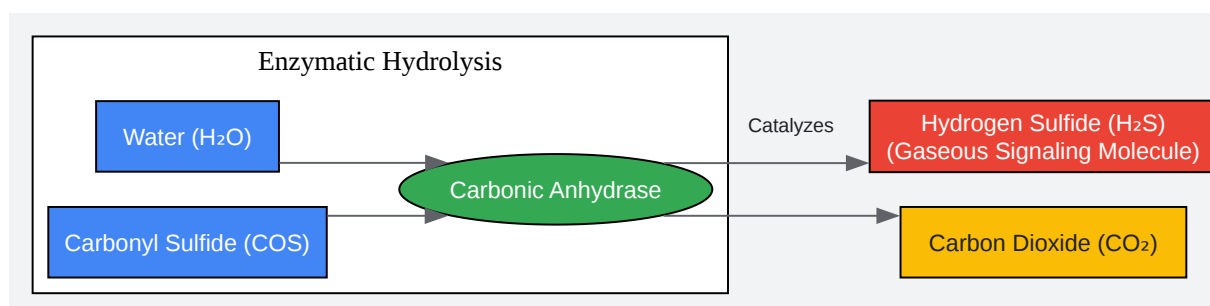 Enzymatic Hydrolysis
Water (H₂O)
Carbonyl Sulfide (COS)
Carbonic Anhydrase
Catalyzes
Hydrogen Sulfide (H₂S)
(Gaseous Signaling Molecule)
Carbon Dioxide (CO₂)